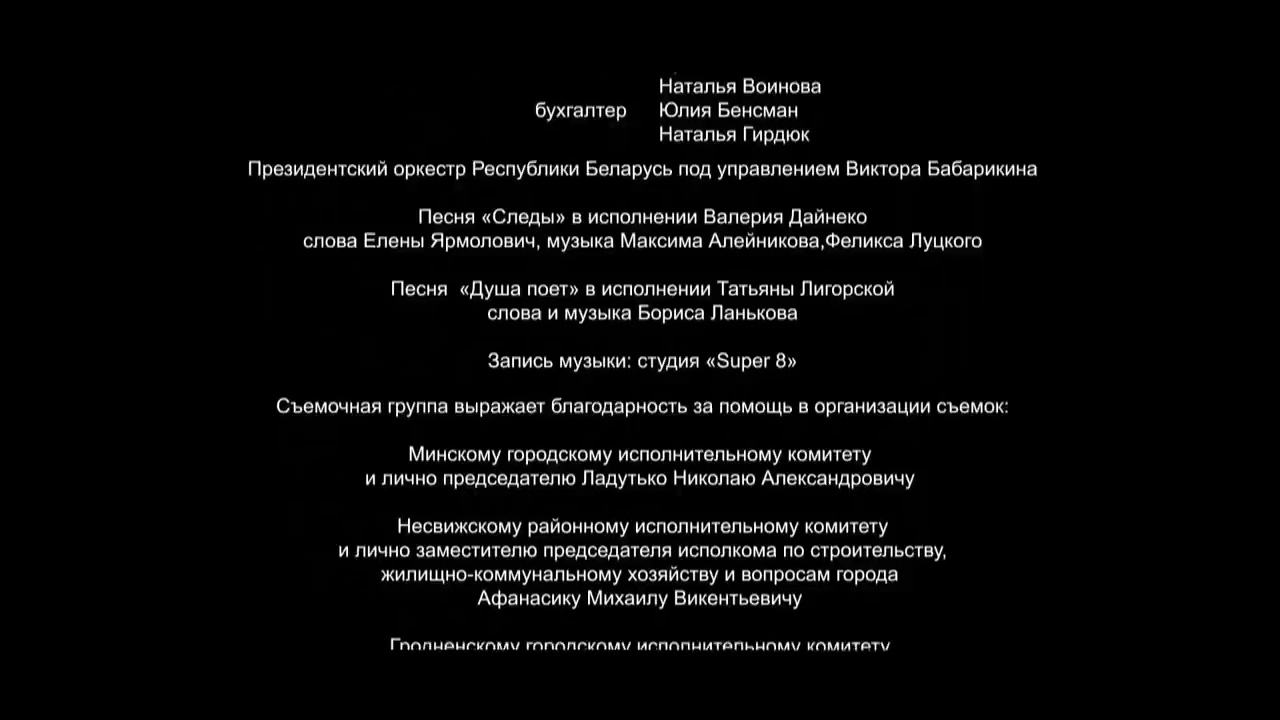 Наталья Воинова
бухгалтер Юлия Бенсман
Наталья Гирдюк
Президентский оркестр Республики Беларусь под управлением Виктора Бабарикина
Песня «Следы» в исполнении Валерия Дайнеко
слова Елены Ярмолович, музыка Максима Алейникова,Феликса Луцкого
Песня «Душа поет» в исполнении Татьяны Лигорской
слова и музыка Бориса Ланькова
Запись музыки: студия «Super 8»
Съемочная группа выражает благодарность за помощь в организации съемок:
Минскому городскому исполнительному комитету
и лично председателю Ладутько Николаю Александровичу
Несвижскому районному исполнительному комитету
и лично заместителю председателя исполкома по строительству,
жилищно-коммунальному хозяйству и вопросам города
Афанасику Михаилу Викентьевичу
Гродненскому городскому исполнительному комитету